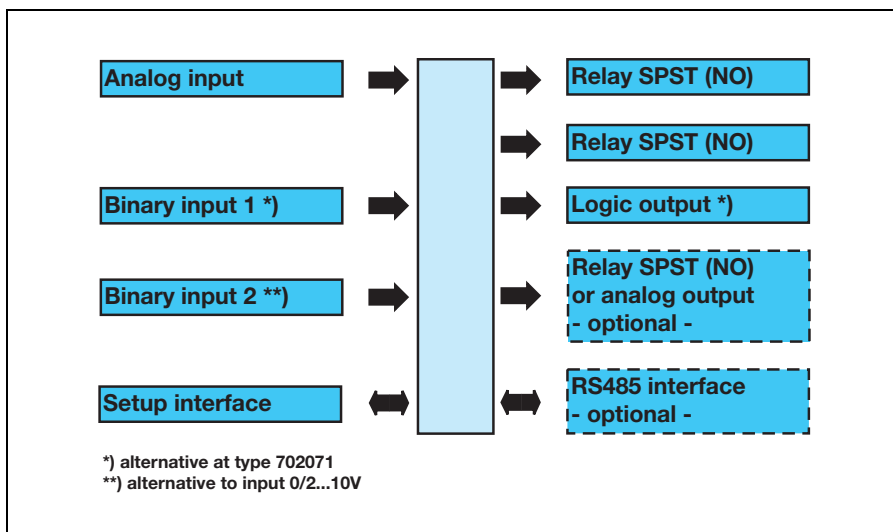 Analog input
Relay SPST (NO)
Relay SPST (NO)
Binary input 1 *)
Logic output *)
Binary input 2 **)
Relay SPST (NO)
or analog output
- optional -
Setup interface
RS485 interface
- optional -
*) alternative at type 702071
**) alternative to input 0/2...10V